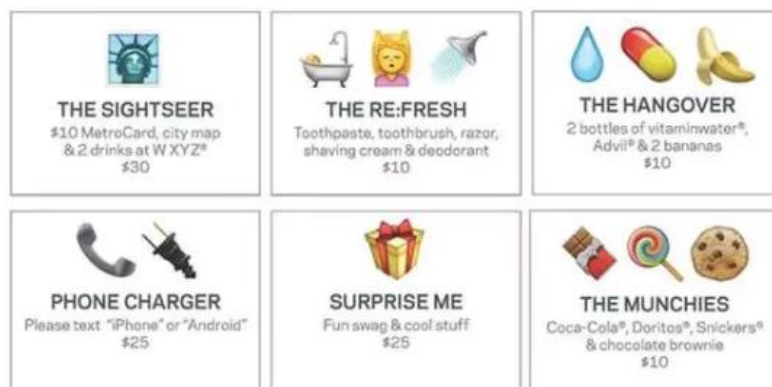 THE SIGHTSEER
$10 MetroCard, city map
& 2 drinks at W XYZ®
$30
THE RE:FRESH
Toothpaste, toothbrush, razor,
shaving cream & deodorant
$10
THE HANGOVER
2 bottles of vitaminwater®,
Advil® & 2 bananas
$10
PHONE CHARGER
Please text "iPhone" or "Android"
$25
SURPRISE ME
Fun swag & cool stuff
$25
THE MUNCHIES
Coca-Cola®, Doritos®, Snickers®
& chocolate brownie
$10